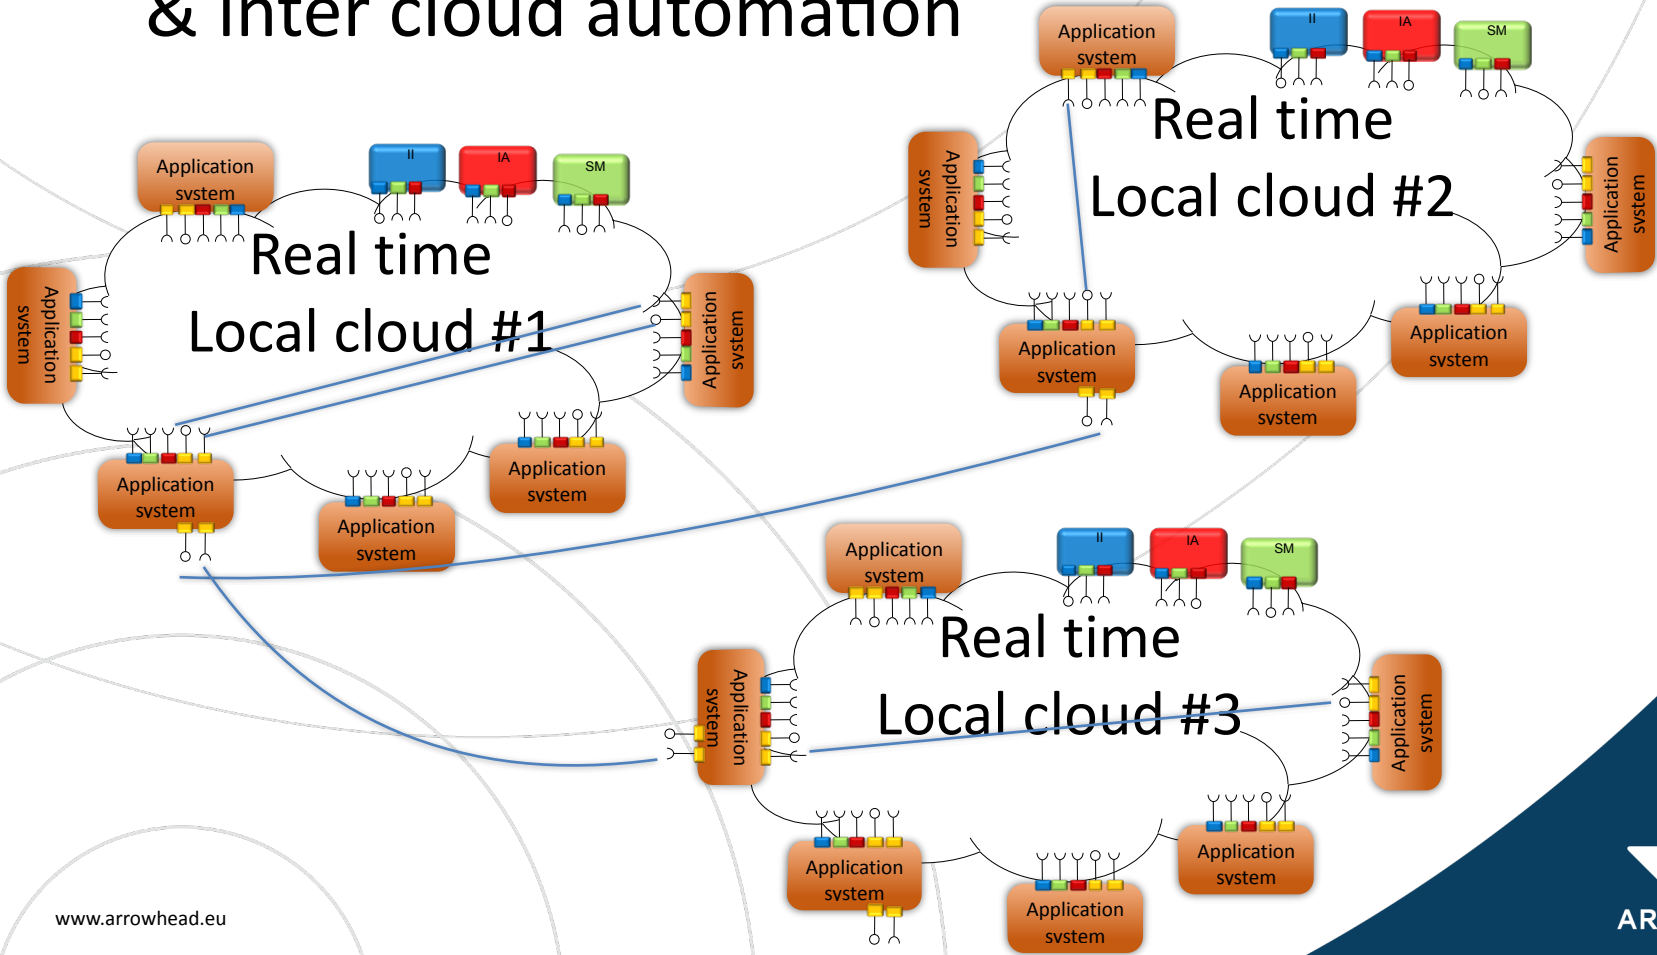 & inter cloud automation
Application
system
II
IA
SM
Real time
Local cloud #2
Application
system
Application
system
Application
system
Application
system
Application
system
Application
system
II
IA
SM
Real time
Local cloud #1
Application
system
Application
system
Application
system
Application
system
Application
system
Application
system
II
IA
SM
Real time
Local cloud #3
Application
system
Application
system
Application
system
Application
system
Application
system
www.arrowhead.eu
AR